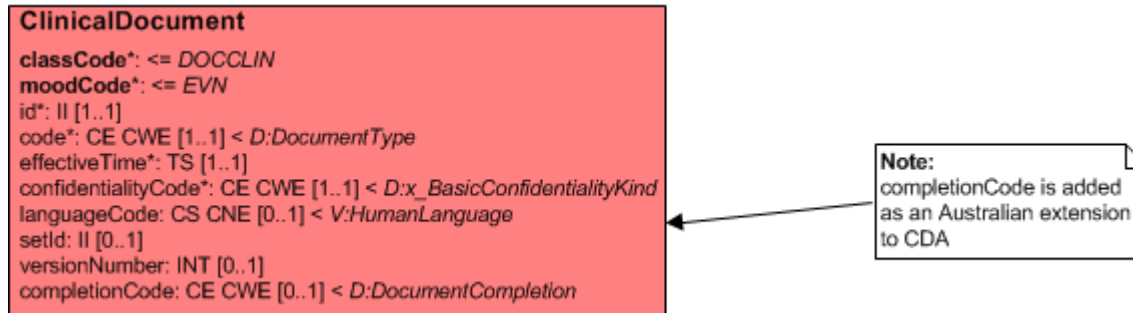 ClinicalDocument
classCode*: <= DOCCLIN
moodCode*: <= EVN
id*: II [1..1]
code*: CE CWE [1..1] < D:DocumentType
effectiveTime*: TS [1..1]
confidentialityCode*: CE CWE [1..1] < D:x_BasicConfidentialityKind
languageCode: CS CNE [0..1] < V:HumanLanguage
setId: II [0..1]
versionNumber: INT [0..1]
completionCode: CE CWE [0..1] < D:DocumentCompletion
Note:
completionCode is added
as an Australian extension
to CDA